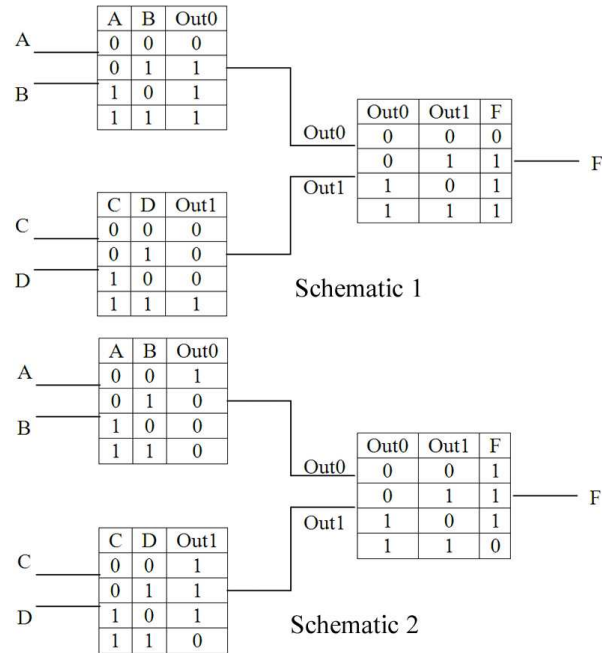 A B Out0
0 0 0
0 1 1
1 0 1
1 1 1
A
B
Out0
Out1
Out0 Out1 F
0 0 0
0 1 1
1 0 1
1 1 1
F
C D Out1
0 0 0
0 1 0
1 0 0
1 1 1
C
D
Schematic 1
A B Out0
0 0 1
0 1 0
1 0 0
1 1 0
A
B
Out0
Out1
Out0 Out1 F
0 0 1
0 1 1
1 0 1
1 1 0
F
C D Out1
0 0 1
0 1 1
1 0 1
1 1 0
C
D
Schematic 2